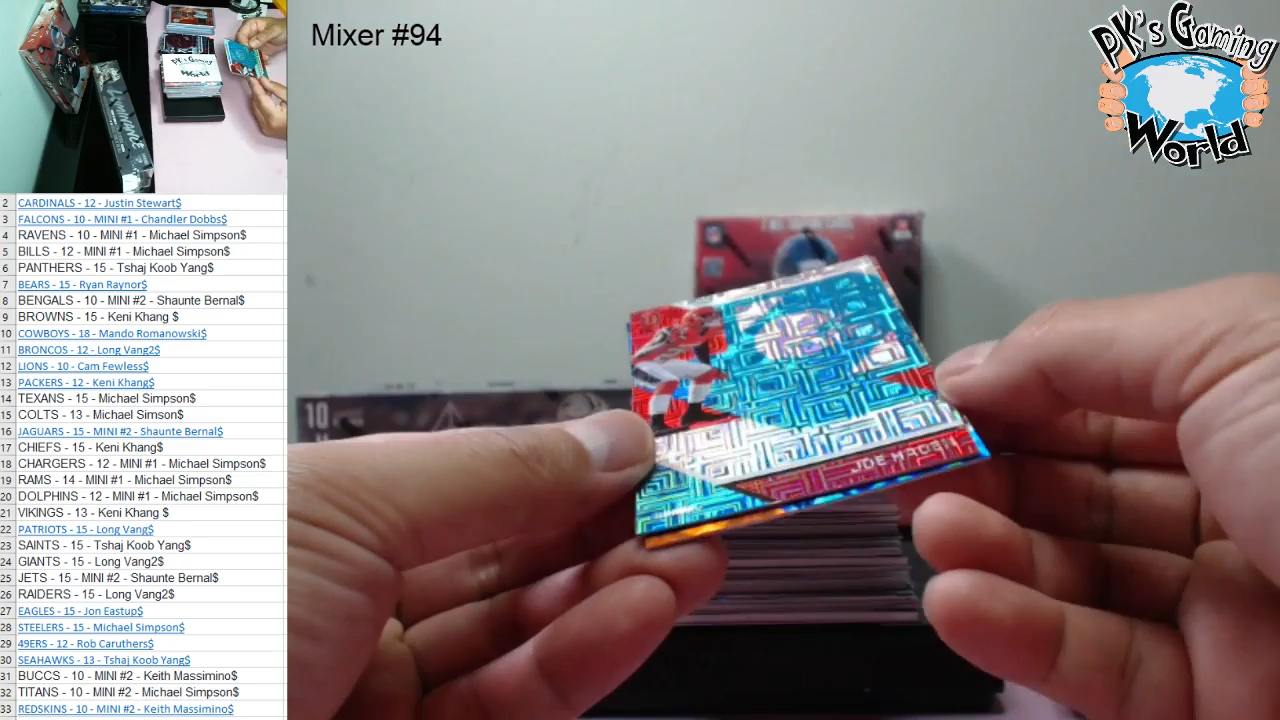 Mixer #94
PK's Gaming
World
2 CARDINALS - 12 - Justin Stewart$
3 FALCONS - 10 - MINI #1 - Chandler Dobbs$
4 RAVENS - 10 - MINI #1 - Michael Simpson$
5 BILLS - 12 - MINI #1 - Michael Simpson$
6 PANTHERS - 15 - Tshaj Koob Yang$
7 BEARS - 15 - Ryan Raynor$
8 BENGALS - 10 - MINI #2 - Shaunte Bernal$
9 BROWNS - 15 - Keni Khang $
10 COWBOYS - 18 - Mando Romanowski$
11 BRONCOS - 12 - Long Vang2$
12 LIONS - 10 - Cam Fewless$
13 PACKERS - 12 - Keni Khang$
14 TEXANS - 15 - Michael Simpson$
15 COLTS - 13 - Michael Simson$
16 JAGUARS - 15 - MINI #2 - Shaunte Bernal$
17 CHIEFS - 15 - Keni Khang$
18 CHARGERS - 12 - MINI #1 - Michael Simpson$
19 RAMS - 14 - MINI #1 - Michael Simpson$
20 DOLPHINS - 12 - MINI #1 - Michael Simpson$
21 VIKINGS - 13 - Keni Khang $
22 PATRIOTS - 15 - Long Vang$
23 SAINTS - 15 - Tshaj Koob Yang$
24 GIANTS - 15 - Long Vang2$
25 JETS - 15 - MINI #2 - Shaunte Bernal$
26 RAIDERS - 15 - Long Vang2$
27 EAGLES - 15 - Jon Eastup$
28 STEELERS - 15 - Michael Simpson$
29 49ERS - 12 - Rob Caruthers$
30 SEAHAWKS - 13 - Tshaj Koob Yang$
31 BUCCS - 10 - MINI #2 - Keith Massimino$
32 TITANS - 10 - MINI #2 - Michael Simpson$
33 REDSKINS - 10 - MINI #2 - Keith Massimino$
10
JOE HADEN